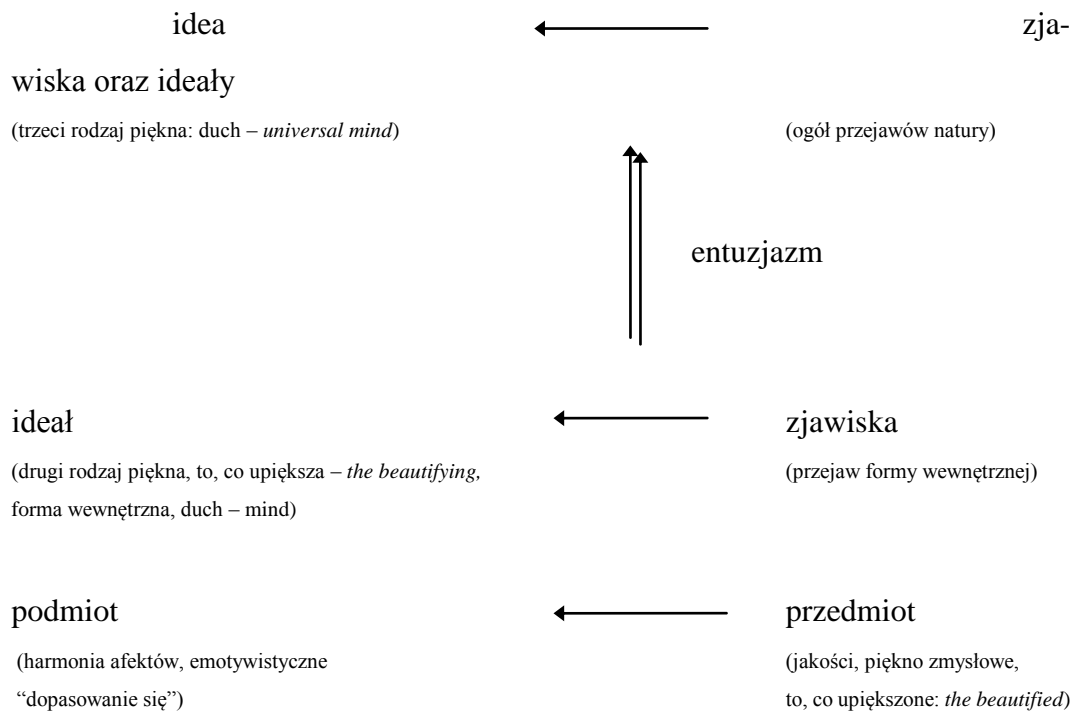 idea zja-
wiska oraz ideały
(trzeci rodzaj piękna: duch – universal mind) (ogół przejawów natury)
entuzjazm
ideał zjawiska
(drugi rodzaj piękna, to, co upiększa – the beautifying, (przejaw formy wewnętrznej)
forma wewnętrzna, duch – mind)
podmiot przedmiot
(harmonia afektów, emotywistyczne (jakości, piękno zmysłowe,
“dopasowanie się”) to, co upiększone: the beautified)